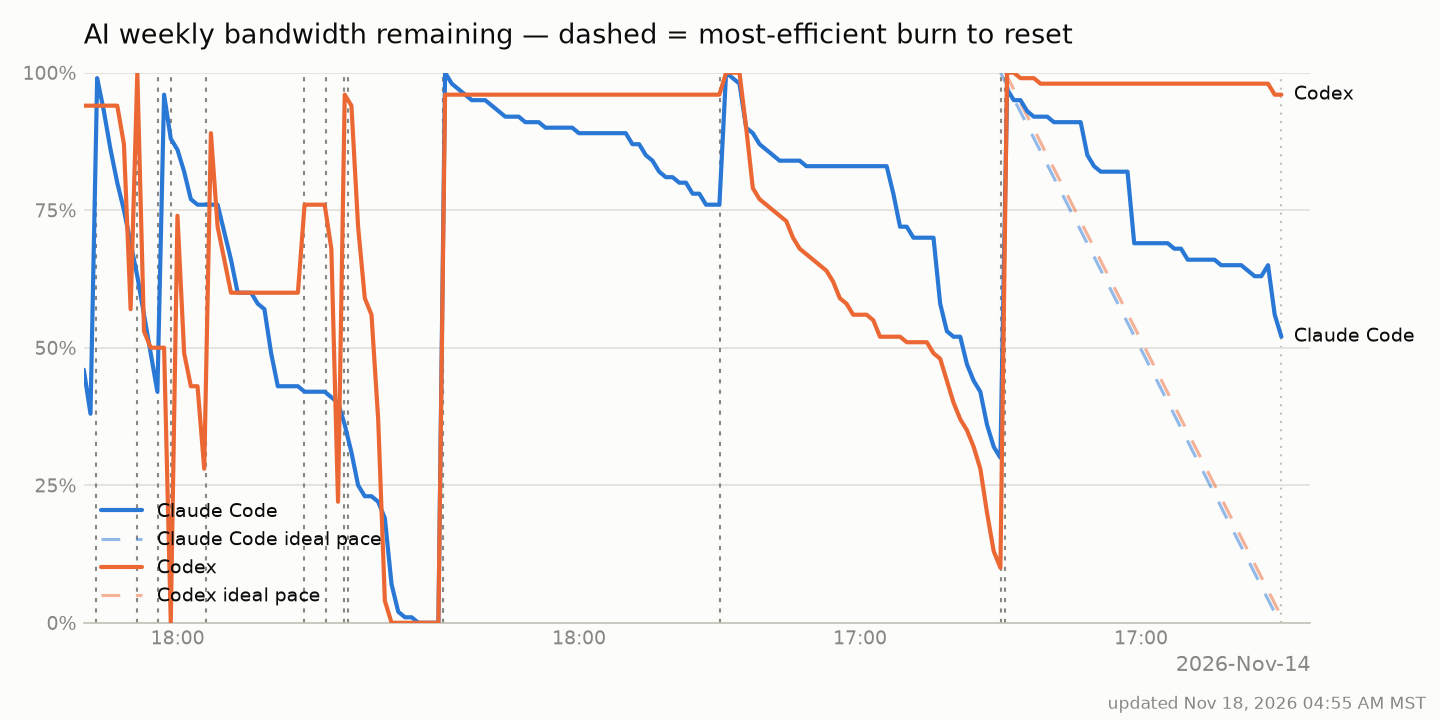 AI weekly bandwidth remaining — dashed = most-efficient burn to reset
100%
75%
50%
25%
0%
Codex
Claude Code
Claude Code
Claude Code ideal pace
Codex
Codex ideal pace
18:00 18:00 17:00 17:00
2026-Nov-14
updated Nov 18, 2026 04:55 AM MST